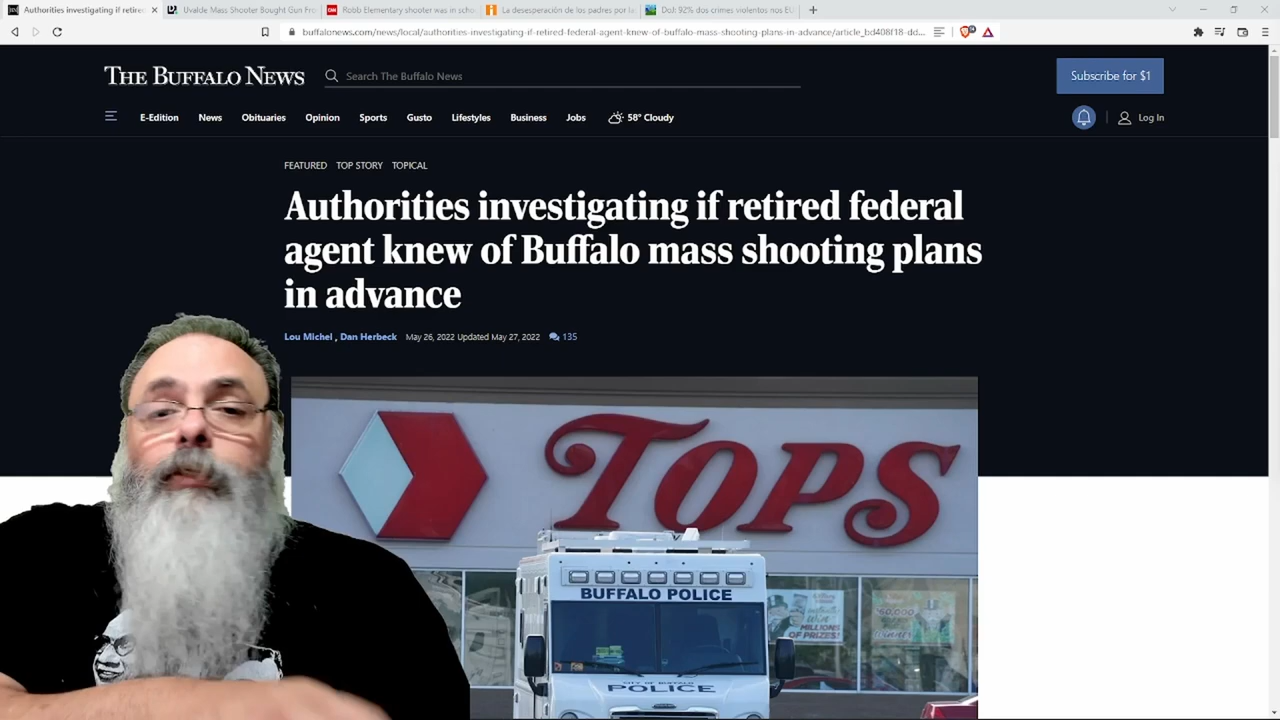 Authorities investigating if retire
Uvalde Mass Shooter Bought Gun Fro
Robb Elementary shooter was in scho
La desesperación de los padres por la
DoJ: 92% dos crimes violentos nos EU
buffalonews.com/news/local/authorities-investigating-if-retired-federal-agent-knew-of-buffalo-mass-shooting-plans-in-advance/article_bd408f18-dd...
THE BUFFALO NEWS
Search The Buffalo News
Subscribe for $1
E-Edition News Obituaries Opinion Sports Gusto Lifestyles Business Jobs 58° Cloudy
Log In
FEATURED TOP STORY TOPICAL
Authorities investigating if retired federal
agent knew of Buffalo mass shooting plans
in advance
Lou Michel , Dan Herbeck May 26, 2022 Updated May 27, 2022 135
TOPS
BUFFALO POLICE
MILLIONS
OF PRIZES!
50,000
CITY OF BUFFALO
POLICE